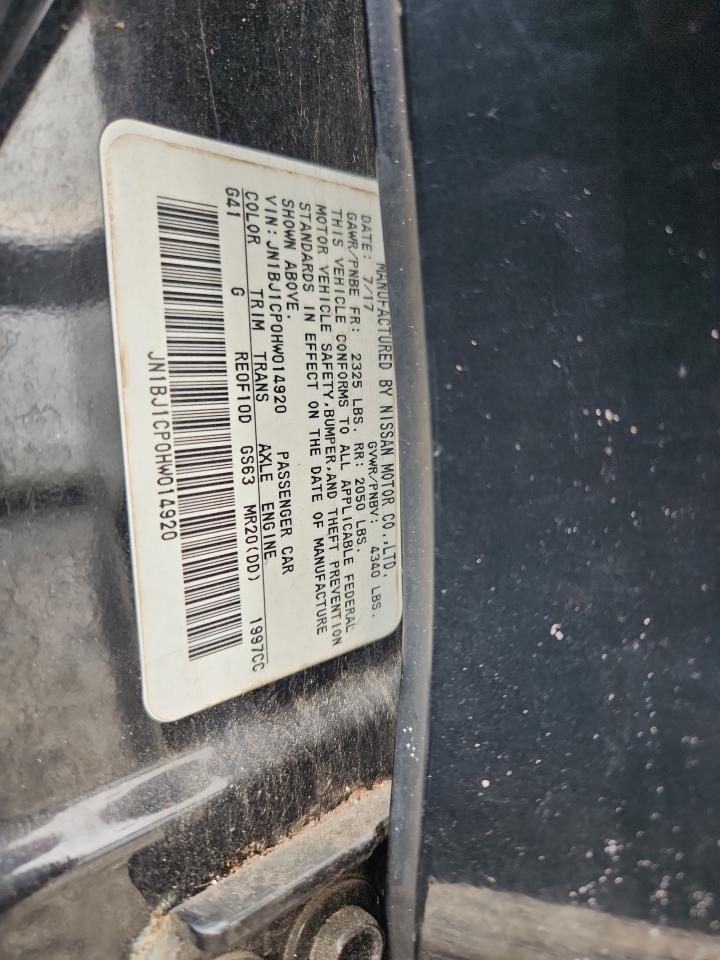 MANUFACTURED BY NISSAN MOTOR CO.,LTD.
DATE: 7/17 GVWR/PNBV: 4340 LBS.
GAWR/PNBE FR: 2325 LBS. RR: 2050 LBS.
THIS VEHICLE CONFORMS TO ALL APPLICABLE FEDERAL
MOTOR VEHICLE SAFETY,BUMPER,AND THEFT PREVENTION
STANDARDS IN EFFECT ON THE DATE OF MANUFACTURE
SHOWN ABOVE.
VIN:JN1BJ1CP0HW014920 PASSENGER CAR
COLOR TRIM TRANS AXLE ENGINE
G41 G RE0F10D GS63 MR20(DD) 1997CC
JN1BJ1CP0HW014920